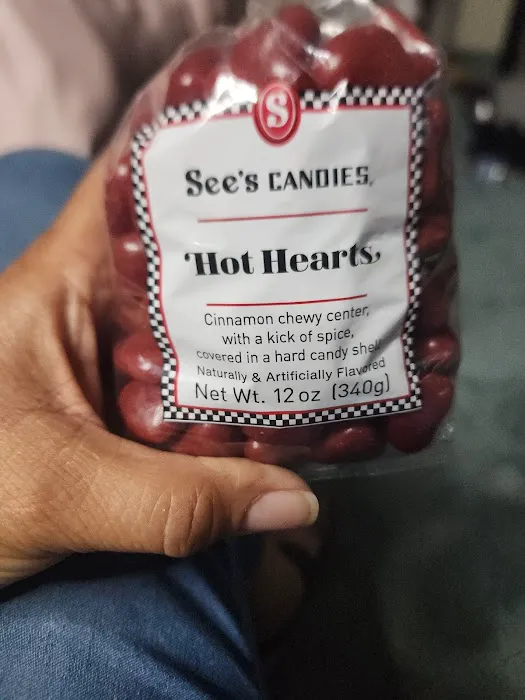 S
See's CANDIES®
Hot Hearts
Cinnamon chewy center,
with a kick of spice,
covered in a hard candy shell
Naturally & Artificially Flavored
Net Wt. 12 oz (340g)